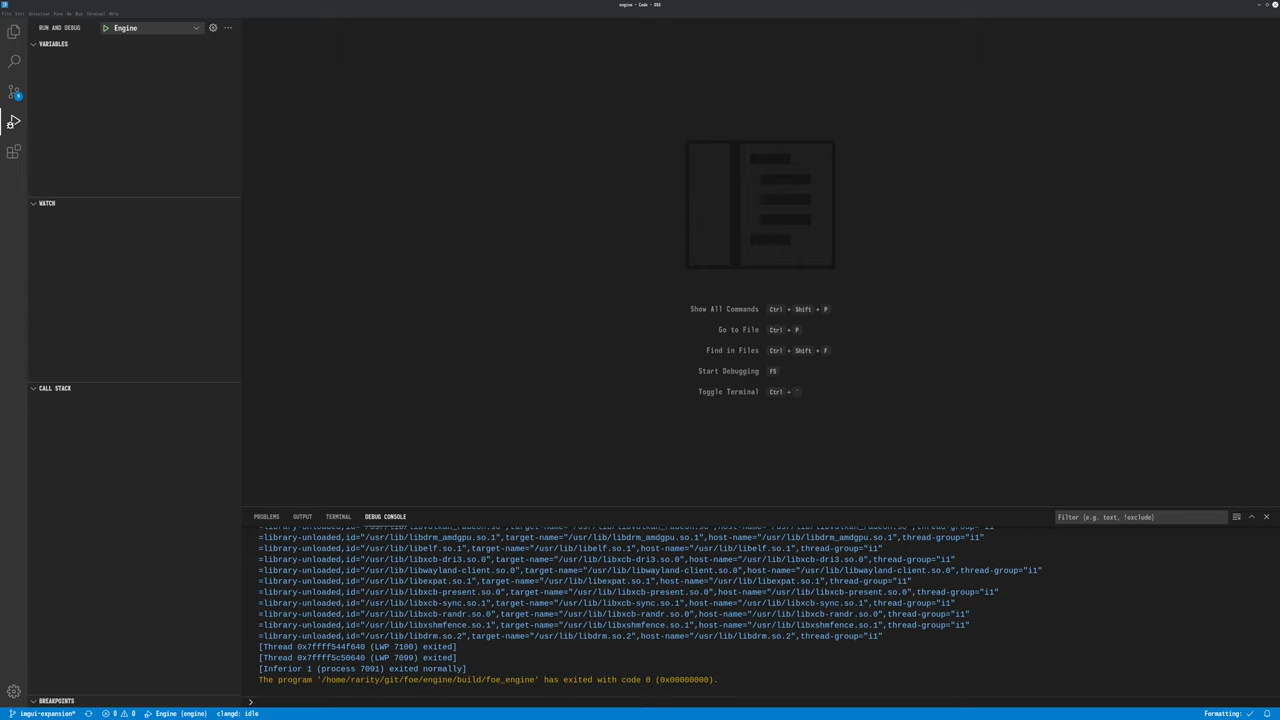 engine - Code - OSS
File Edit Selection View Go Run Terminal Help
RUN AND DEBUG
Engine
VARIABLES
WATCH
CALL STACK
BREAKPOINTS
Show All Commands Ctrl + Shift + P
Go to File Ctrl + P
Find in Files Ctrl + Shift + F
Start Debugging F5
Toggle Terminal Ctrl + `
PROBLEMS OUTPUT TERMINAL DEBUG CONSOLE
Filter (e.g. text, !exclude)
=library-unloaded,id="/usr/lib/libdrm_amdgpu.so.1",target-name="/usr/lib/libdrm_amdgpu.so.1",host-name="/usr/lib/libdrm_amdgpu.so.1",thread-group="i1"
=library-unloaded,id="/usr/lib/libelf.so.1",target-name="/usr/lib/libelf.so.1",host-name="/usr/lib/libelf.so.1",thread-group="i1"
=library-unloaded,id="/usr/lib/libxcb-dri3.so.0",target-name="/usr/lib/libxcb-dri3.so.0",host-name="/usr/lib/libxcb-dri3.so.0",thread-group="i1"
=library-unloaded,id="/usr/lib/libwayland-client.so.0",target-name="/usr/lib/libwayland-client.so.0",host-name="/usr/lib/libwayland-client.so.0",thread-group="i1"
=library-unloaded,id="/usr/lib/libexpat.so.1",target-name="/usr/lib/libexpat.so.1",host-name="/usr/lib/libexpat.so.1",thread-group="i1"
=library-unloaded,id="/usr/lib/libxcb-present.so.0",target-name="/usr/lib/libxcb-present.so.0",host-name="/usr/lib/libxcb-present.so.0",thread-group="i1"
=library-unloaded,id="/usr/lib/libxcb-sync.so.1",target-name="/usr/lib/libxcb-sync.so.1",host-name="/usr/lib/libxcb-sync.so.1",thread-group="i1"
=library-unloaded,id="/usr/lib/libxcb-randr.so.0",target-name="/usr/lib/libxcb-randr.so.0",host-name="/usr/lib/libxcb-randr.so.0",thread-group="i1"
=library-unloaded,id="/usr/lib/libxshmfence.so.1",target-name="/usr/lib/libxshmfence.so.1",host-name="/usr/lib/libxshmfence.so.1",thread-group="i1"
=library-unloaded,id="/usr/lib/libdrm.so.2",target-name="/usr/lib/libdrm.so.2",host-name="/usr/lib/libdrm.so.2",thread-group="i1"
[Thread 0x7ffff544f640 (LWP 7100) exited]
[Thread 0x7ffff5c50640 (LWP 7099) exited]
[Inferior 1 (process 7091) exited normally]
The program '/home/rarity/git/foe/engine/build/foe_engine' has exited with code 0 (0x00000000).
imgui-expansion* 0 0 Engine (engine) clangd: idle Formatting: